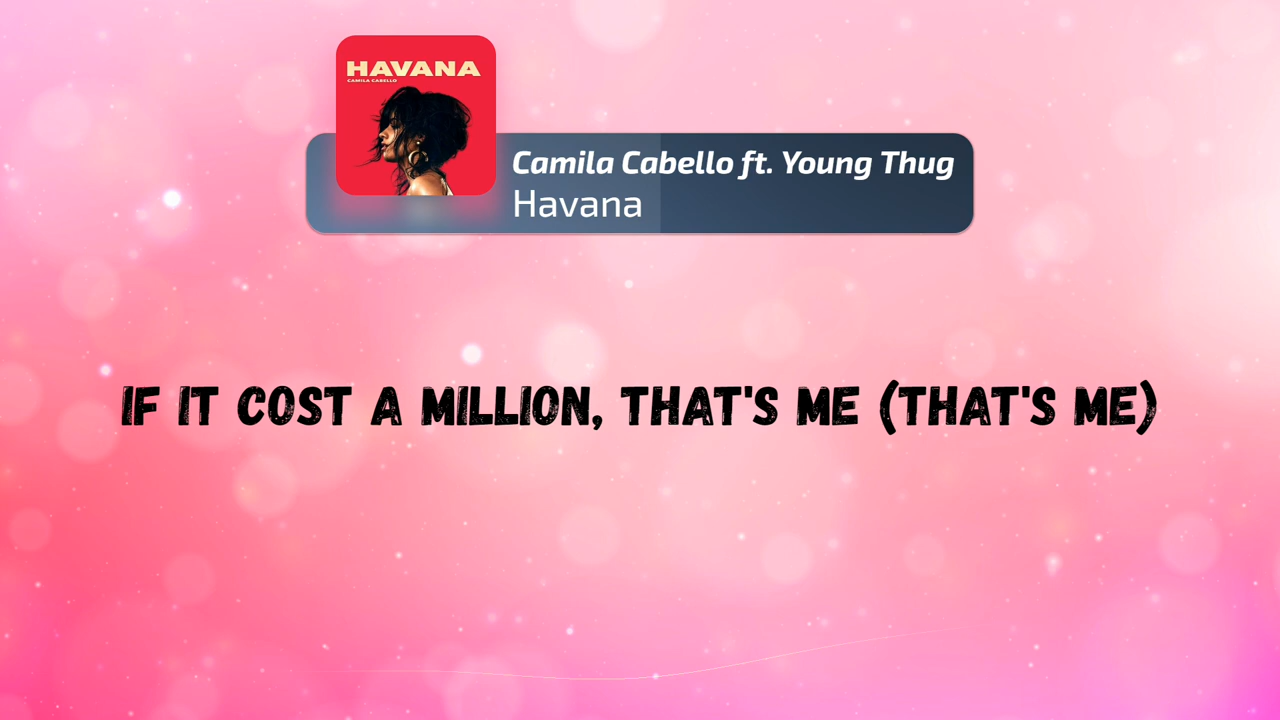 HAVANA
CAMILA CABELLO
Camila Cabello ft. Young Thug
Havana
IF IT COST A MILLION, THAT'S ME (THAT'S ME)